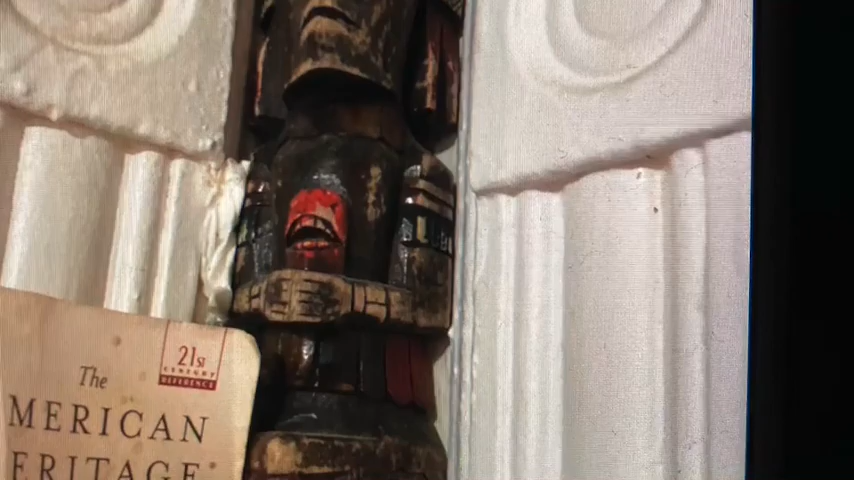 21ST
CENTURY
REFERENCE
The
MERICAN
ERITAGE